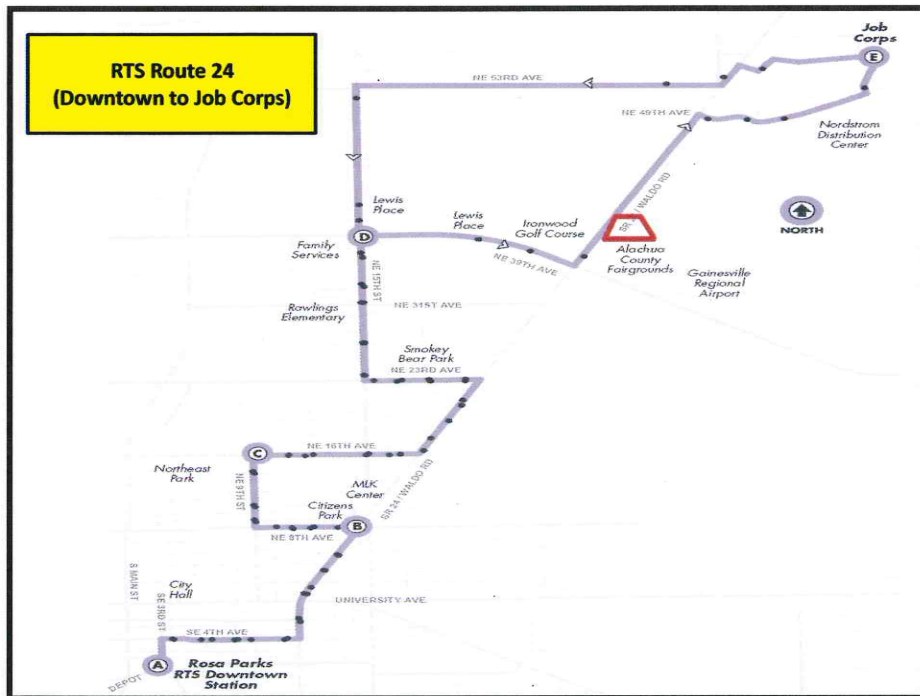 RTS Route 24
(Downtown to Job Corps)
Job
Corps
E
NE 53RD AVE
NE 49TH AVE
Nordstrom
Distribution
Center
SR 24 / WALDO RD
NORTH
Lewis
Place
D
Lewis
Place
Ironwood
Golf Course
NE 39TH AVE
Alachua
County
Fairgrounds
Gainesville
Regional
Airport
Family
Services
NE 15TH ST
Rawlings
Elementary
NE 31ST AVE
Smokey
Bear Park
NE 23RD AVE
C
NE 16TH AVE
Northeast
Park
NE 9TH ST
MLK
Center
Citizens
Park
SR 24 / WALDO RD
B
NE 8TH AVE
S MAIN ST
SE 3RD ST
City
Hall
UNIVERSITY AVE
SE 4TH AVE
A
Rosa Parks
RTS Downtown
Station
DEPOT